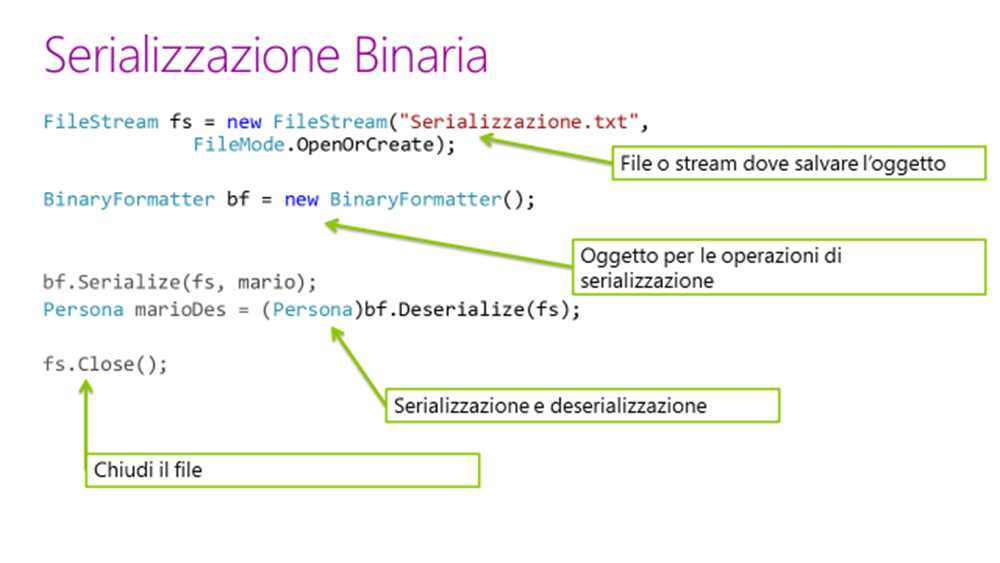 Serializzazione Binaria
FileStream fs = new FileStream("Serializzazione.txt",
FileMode.OpenOrCreate);
File o stream dove salvare l'oggetto
BinaryFormatter bf = new BinaryFormatter();
Oggetto per le operazioni di
serializzazione
bf.Serialize(fs, mario);
Persona marioDes = (Persona)bf.Deserialize(fs);
fs.Close();
Serializzazione e deserializzazione
Chiudi il file